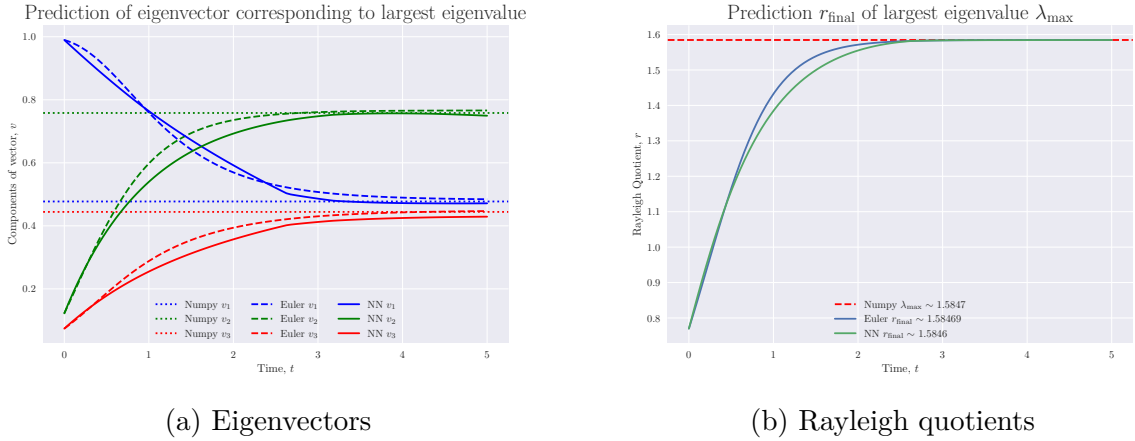 Prediction of eigenvector corresponding to largest eigenvalue
Components of vector, v
1.0
0.8
0.6
0.4
0.2
Numpy v₁
Numpy v₂
Numpy v₃
Euler v₁
Euler v₂
Euler v₃
NN v₁
NN v₂
NN v₃
0 1 2 3 4 5
Time, t
(a) Eigenvectors
Prediction r_final of largest eigenvalue λ_max
Rayleigh Quotient, r
1.6
1.5
1.4
1.3
1.2
1.1
1.0
0.9
0.8
Numpy λ_max ∼ 1.5847
Euler r_final ∼ 1.58469
NN r_final ∼ 1.5846
0 1 2 3 4 5
Time, t
(b) Rayleigh quotients